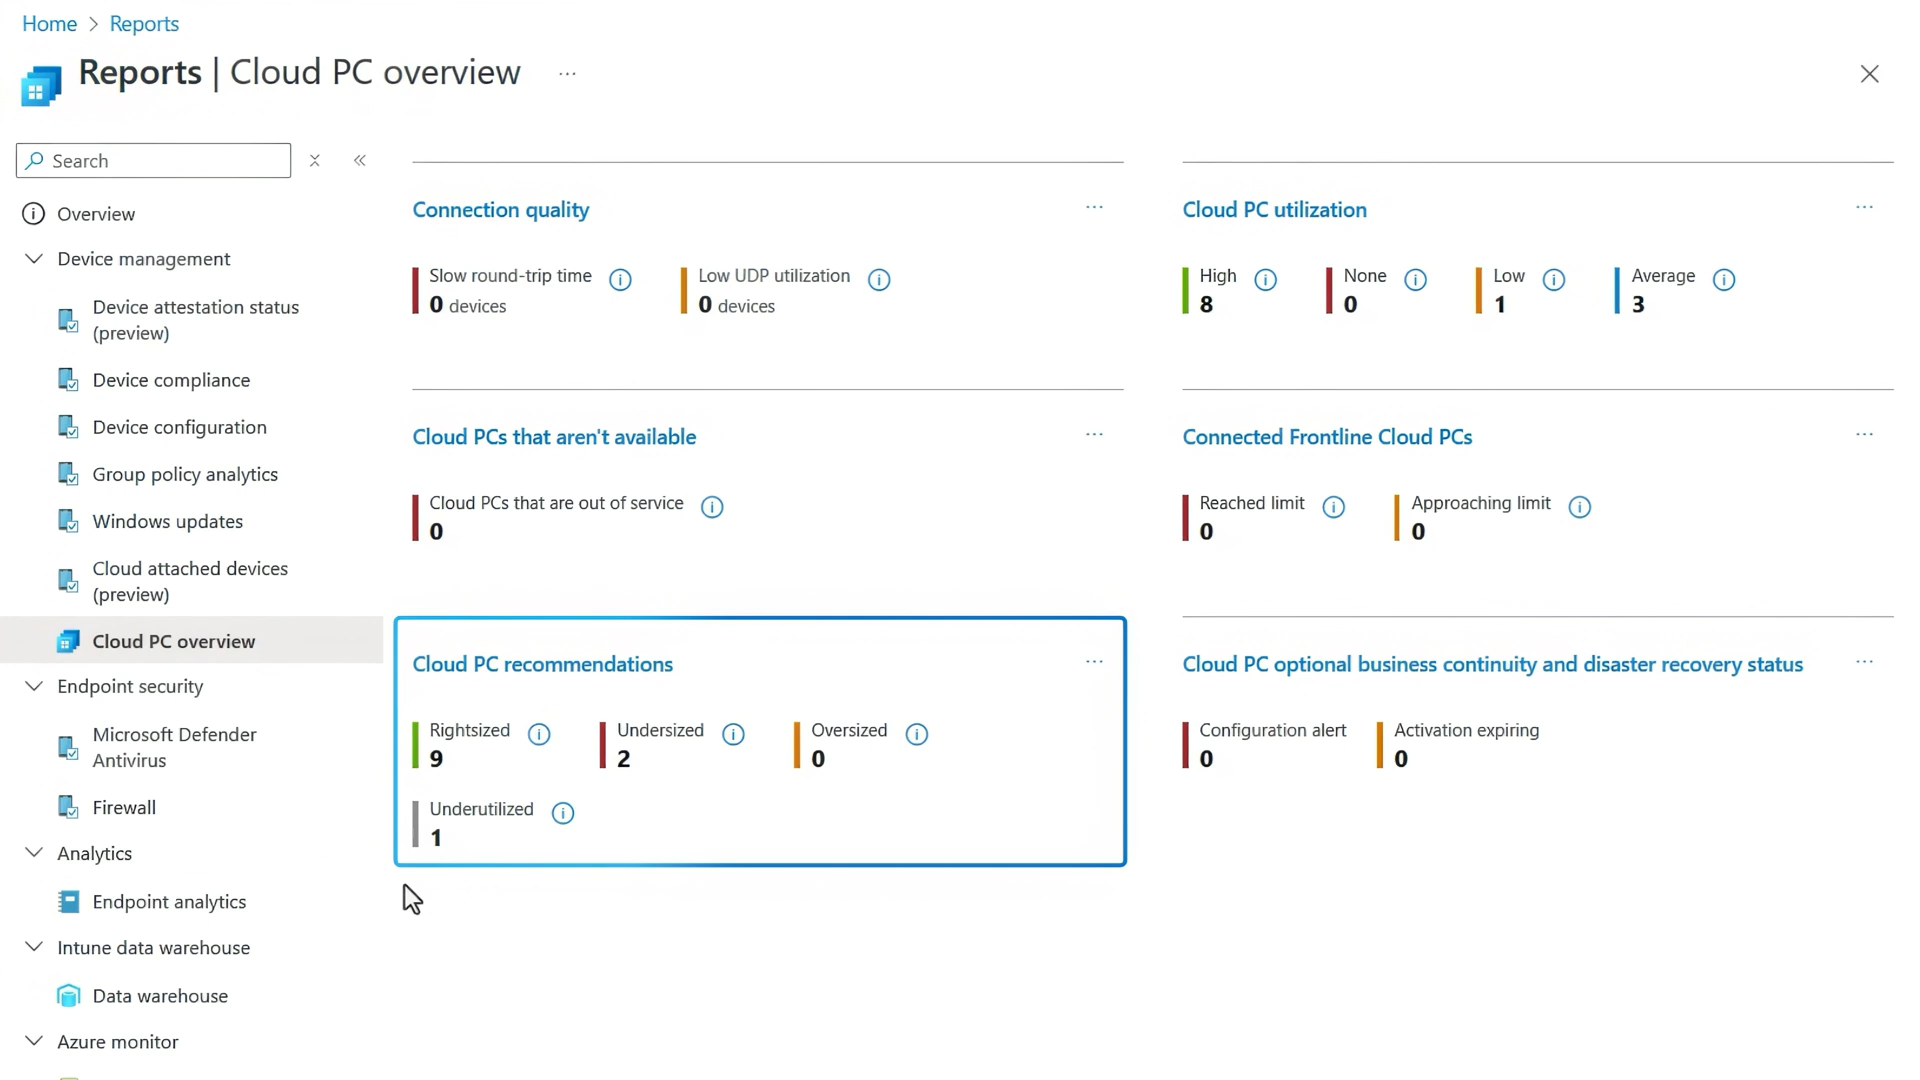 Home > Reports
Reports | Cloud PC overview ...
Search
Overview
Device management
Device attestation status
(preview)
Device compliance
Device configuration
Group policy analytics
Windows updates
Cloud attached devices
(preview)
Cloud PC overview
Endpoint security
Microsoft Defender
Antivirus
Firewall
Analytics
Endpoint analytics
Intune data warehouse
Data warehouse
Azure monitor
Connection quality ...
Slow round-trip time
0 devices
Low UDP utilization
0 devices
Cloud PC utilization ...
High
8
None
0
Low
1
Average
3
Cloud PCs that aren't available ...
Cloud PCs that are out of service
0
Connected Frontline Cloud PCs ...
Reached limit
0
Approaching limit
0
Cloud PC recommendations ...
Rightsized
9
Undersized
2
Oversized
0
Underutilized
1
Cloud PC optional business continuity and disaster recovery status ...
Configuration alert
0
Activation expiring
0